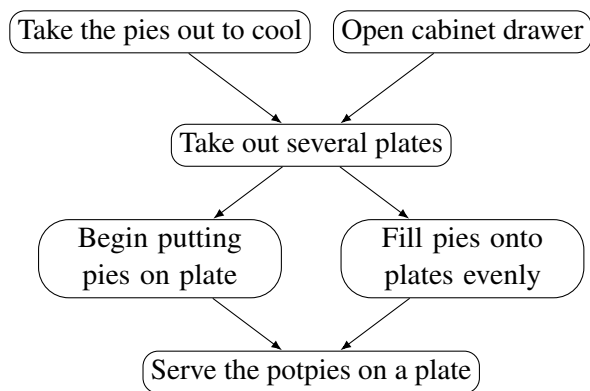 Take the pies out to cool
Open cabinet drawer
Take out several plates
Begin putting
pies on plate
Fill pies onto
plates evenly
Serve the potpies on a plate